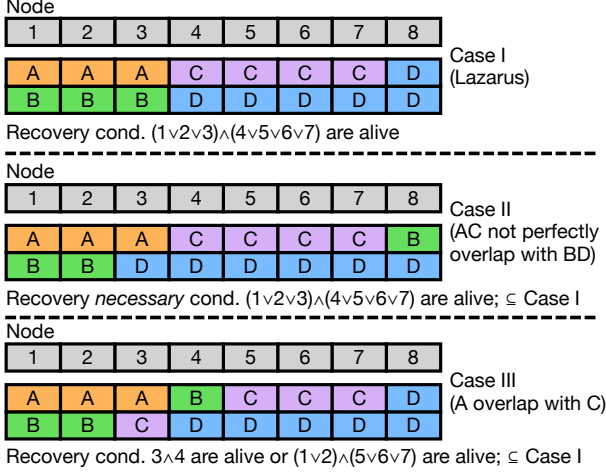 Node
1 2 3 4 5 6 7 8
A A A C C C C D
B B B D D D D D
Case I
(Lazarus)
Recovery cond. (1∨2∨3)∧(4∨5∨6∨7) are alive
Node
1 2 3 4 5 6 7 8
A A A C C C C B
B B D D D D D D
Case II
(AC not perfectly
overlap with BD)
Recovery necessary cond. (1∨2∨3)∧(4∨5∨6∨7) are alive; ⊆ Case I
Node
1 2 3 4 5 6 7 8
A A A B C C C D
B B C D D D D D
Case III
(A overlap with C)
Recovery cond. 3∧4 are alive or (1∨2)∧(5∨6∨7) are alive; ⊆ Case I